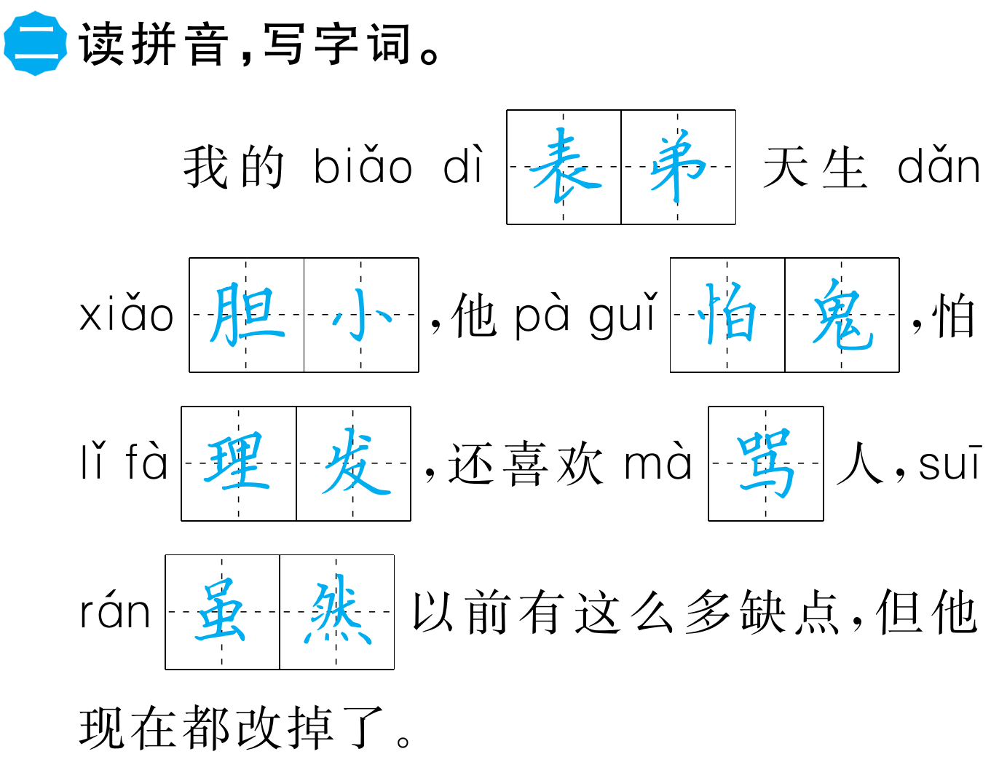 二 读拼音,写字词。
我的 biǎo dì 表弟 天生 dǎn
xiǎo 胆小,他 pà guǐ 怕鬼,怕
lǐ fà 理发,还喜欢 mà 骂 人,suī
rán 虽然 以前有这么多缺点,但他
现在都改掉了。